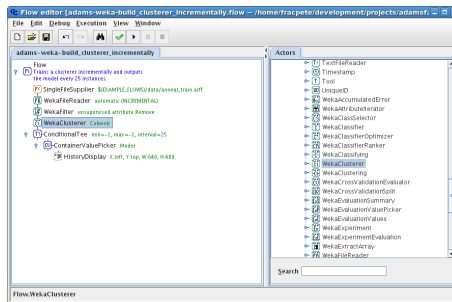 Flow editor [adams-weka-build_clusterer_incrementally.flow — /home/fracpete/development/projects/adamsf
File Edit Debug Execution View Window
adams-weka-build_clusterer_incrementally
Flow
Trains a clusterer incrementally and outputs
the model every 25 instances.
SingleFileSupplier ${EXAMPLE_FLOWS}/data/anneal_train.arff
WekaFileReader automatic (INCREMENTAL)
WekaFilter unsupervised.attribute.Remove
WekaClusterer Cobweb
ConditionalTee min=-1, max=-1, interval=25
ContainerValuePicker Model
HistoryDisplay X:left, Y:top, W:640, H:480
Actors
TextFileReader
Timestamp
Tool
UniqueID
WekaAccumulatedError
WekaAttributeIterator
WekaClassSelector
WekaClassifier
WekaClassifierOptimizer
WekaClassifierRanker
WekaClassifying
WekaClusterer
WekaClustering
WekaCrossValidationEvaluator
WekaCrossValidationSplit
WekaEvaluationSummary
WekaEvaluationValuePicker
WekaEvaluationValues
WekaExperiment
WekaExperimentEvaluation
WekaExtractArray
WekaFileReader
Search
Flow.WekaClusterer